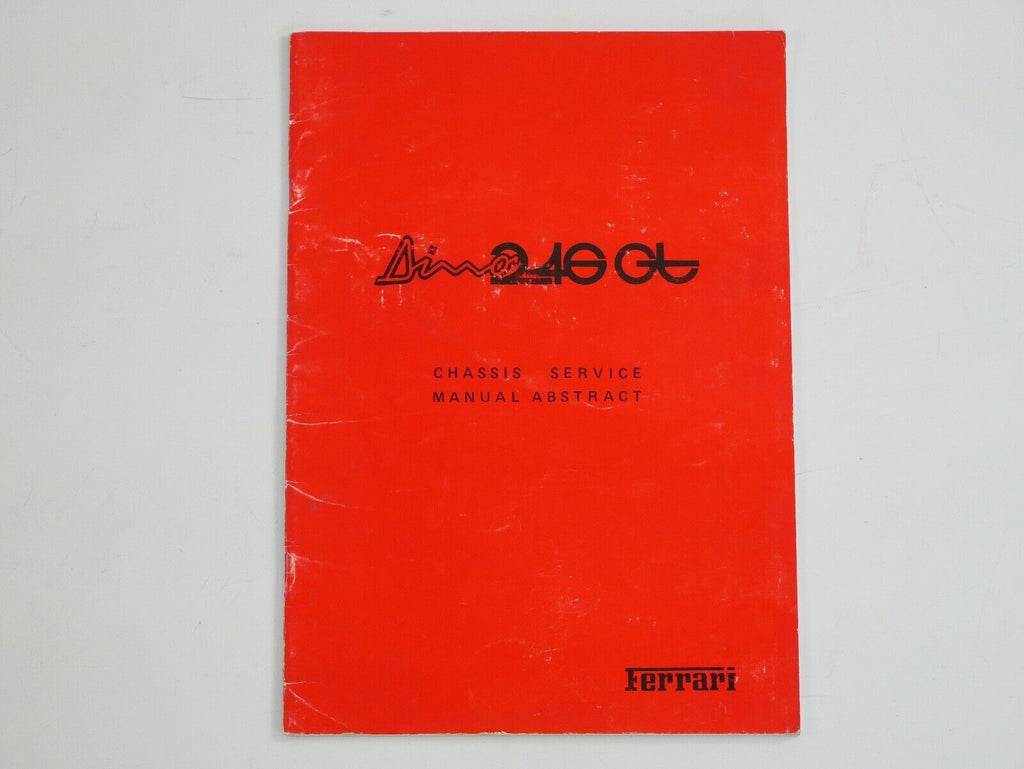 Dino 246 GT
CHASSIS SERVICE
MANUAL ABSTRACT
Ferrari